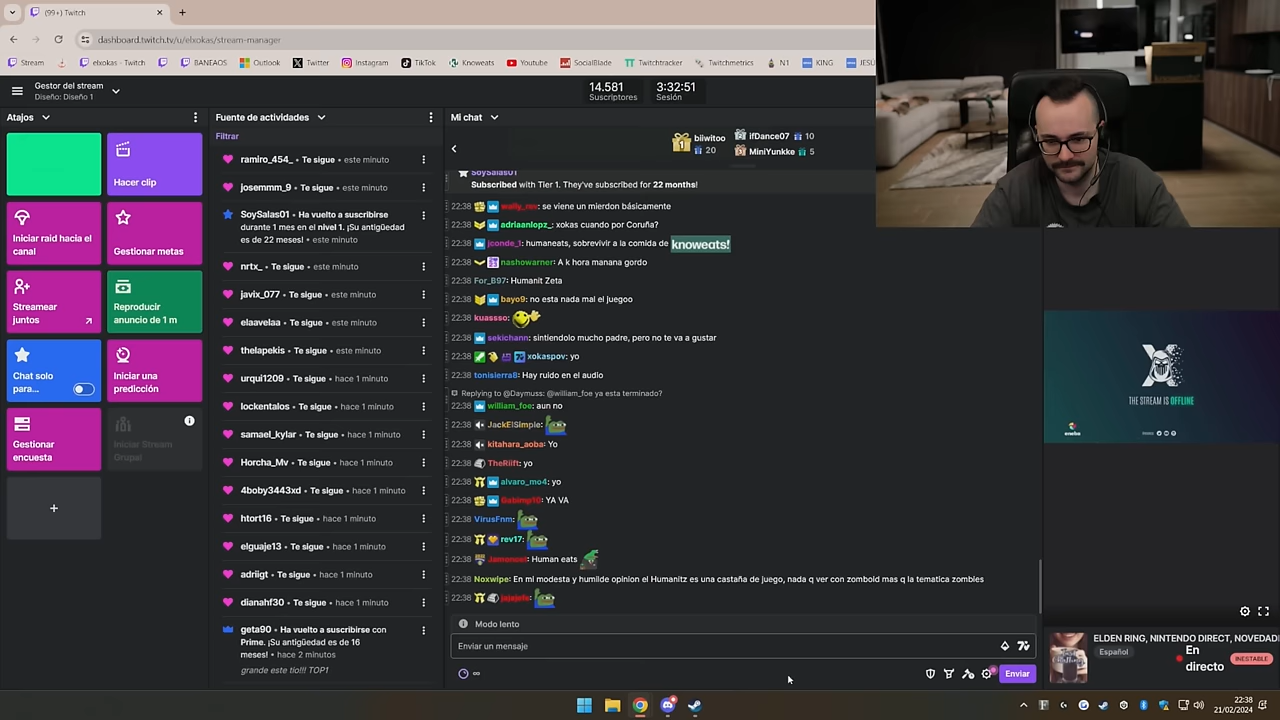 (99+) Twitch
dashboard.twitch.tv/u/elxokas/stream-manager
Stream
elxokas - Twitch
BANEAOS
Outlook
Twitter
Instagram
TikTok
Knoweats
Youtube
SocialBlade
Twitchtracker
Twitchmetrics
N1
KING
JESÚ
Gestor del stream
Diseño: Diseño 1
14.581
Suscriptores
3:32:51
Sesión
Atajos
Hacer clip
Iniciar raid hacia el
canal
Gestionar metas
Streamear
juntos
Reproducir
anuncio de 1 m
Chat solo
para...
Iniciar una
predicción
Gestionar
encuesta
Iniciar Stream
Grupal
Fuente de actividades
Filtrar
ramiro_454_ • Te sigue • este minuto
josemmm_9 • Te sigue • este minuto
SoySalas01 • Ha vuelto a suscribirse
durante 1 mes en el nivel 1. ¡Su antigüedad
es de 22 meses! • este minuto
nrtx_ • Te sigue • este minuto
javix_077 • Te sigue • este minuto
elaavelaa • Te sigue • este minuto
thelapekis • Te sigue • este minuto
urqui1209 • Te sigue • hace 1 minuto
lockentalos • Te sigue • hace 1 minuto
samael_kylar • Te sigue • hace 1 minuto
Horcha_Mv • Te sigue • hace 1 minuto
4boby3443xd • Te sigue • hace 1 minuto
htort16 • Te sigue • hace 1 minuto
elguaje13 • Te sigue • hace 1 minuto
adriigt • Te sigue • hace 1 minuto
dianahf30 • Te sigue • hace 1 minuto
geta90 • Ha vuelto a suscribirse con
Prime. ¡Su antigüedad es de 16
meses! • hace 2 minutos
grande este tio!!! TOP1
Mi chat
1
biiwitoo
20
ifDance07 10
MiniYunkke 5
SoySalas01
Subscribed with Tier 1. They've subscribed for 22 months!
22:38 se viene un mierdon básicamente
22:38 adriaanlopz_: xokas cuando por Coruña?
22:38 jconde_1: humaneats, sobrevivir a la comida de knoweats!
22:38 nashowarner: A k hora manana gordo
22:38 For_B97: Humanit Zeta
22:38 bayo9: no esta nada mal el juegoo
22:38 kuassso:
22:38 sekichann: sintiendolo mucho padre, pero no te va a gustar
22:38 xokaspov: yo
22:38 tonisierra8: Hay ruido en el audio
Replying to @Daymuss: @william_foe ya esta terminado?
22:38 william_foe: aun no
22:38 JackElSimple:
22:38 kitahara_aoba: Yo
22:38 TheRiift: yo
22:38 alvaro_mo4: yo
22:38 YA VA
22:38 VirusFnm:
22:38 rev17:
22:38 Human eats
22:38 Noxwipe: En mi modesta y humilde opinion el Humanitz es una castaña de juego, nada q ver con zomboid mas q la tematica zombies
22:38
Modo lento
Enviar un mensaje
Enviar
THE STREAM IS OFFLINE
eneba
ELDEN RING, NINTENDO DIRECT, NOVEDAD
Español
En
directo
INESTABLE
22:38
21/02/2024